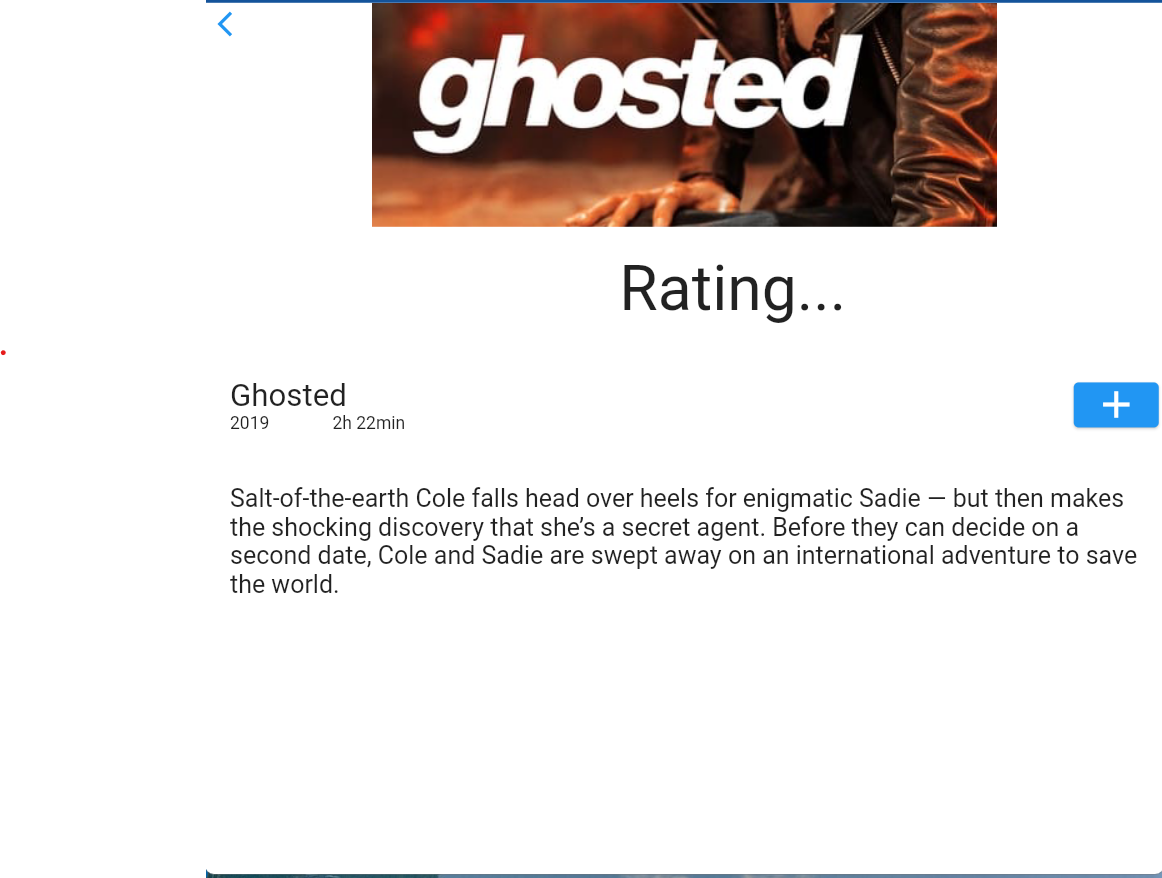 ghosted
Rating...
Ghosted
2019 2h 22min
Salt-of-the-earth Cole falls head over heels for enigmatic Sadie — but then makes
the shocking discovery that she’s a secret agent. Before they can decide on a
second date, Cole and Sadie are swept away on an international adventure to save
the world.